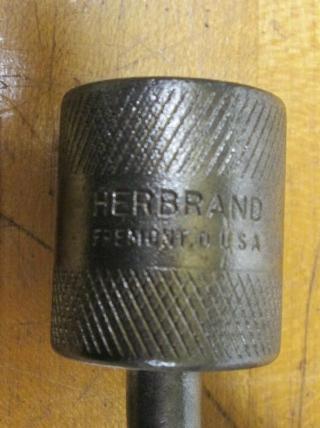 HERBRAND
FREMONT, O. U S A